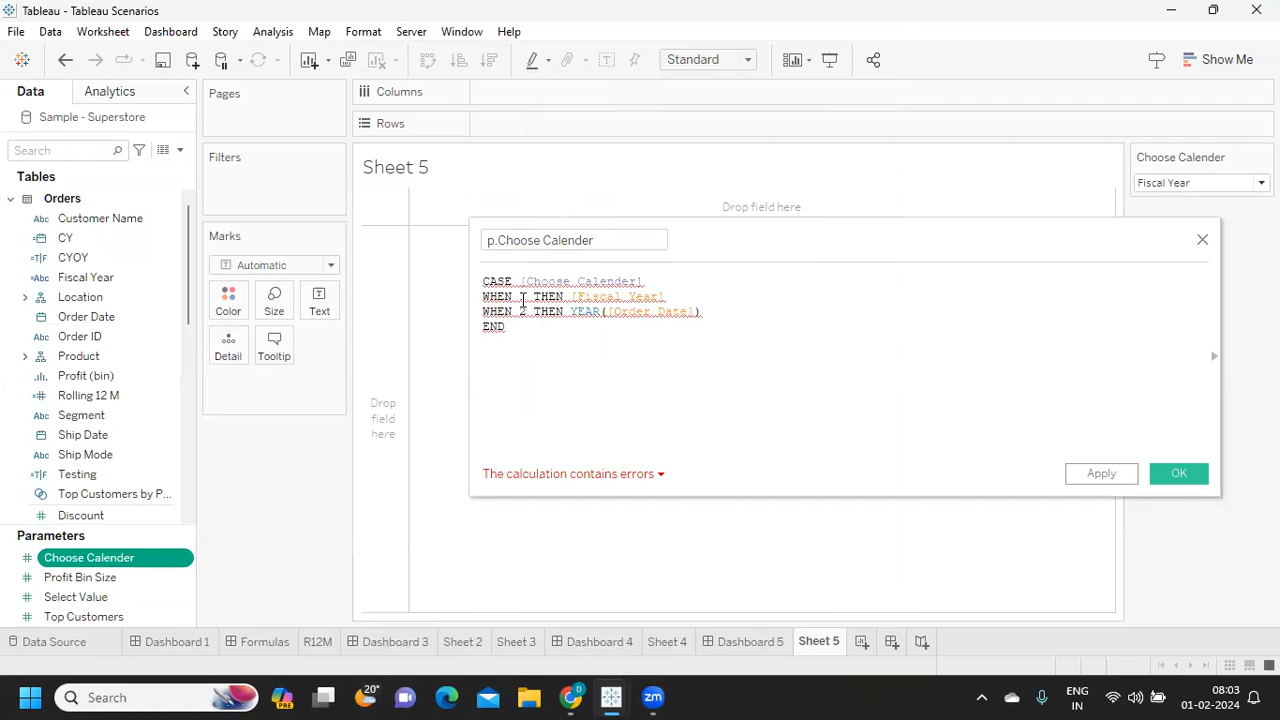 Tableau - Tableau Scenarios
File Data Worksheet Dashboard Story Analysis Map Format Server Window Help
Standard
Show Me
Data Analytics
Sample - Superstore
Search
Tables
Orders
Abc Customer Name
CY
CYOY
Fiscal Year
Location
Order Date
Abc Order ID
Product
Profit (bin)
Rolling 12 M
Abc Segment
Ship Date
Abc Ship Mode
Testing
Top Customers by P...
Discount
Parameters
Choose Calender
Profit Bin Size
Select Value
Top Customers
Pages
Filters
Marks
Automatic
Color Size Text
Detail Tooltip
Columns
Rows
Sheet 5
Drop field here
Drop
field
here
Choose Calender
Fiscal Year
p.Choose Calender
CASE [Choose Calender]
WHEN THEN [Fiscal Year]
WHEN 2 THEN YEAR([Order Date])
END
The calculation contains errors
Apply OK
Data Source Dashboard 1 Formulas R12M Dashboard 3 Sheet 2 Sheet 3 Dashboard 4 Sheet 4 Dashboard 5 Sheet 5
Search
PRE
20°
D
zm
ENG
IN
08:03
01-02-2024